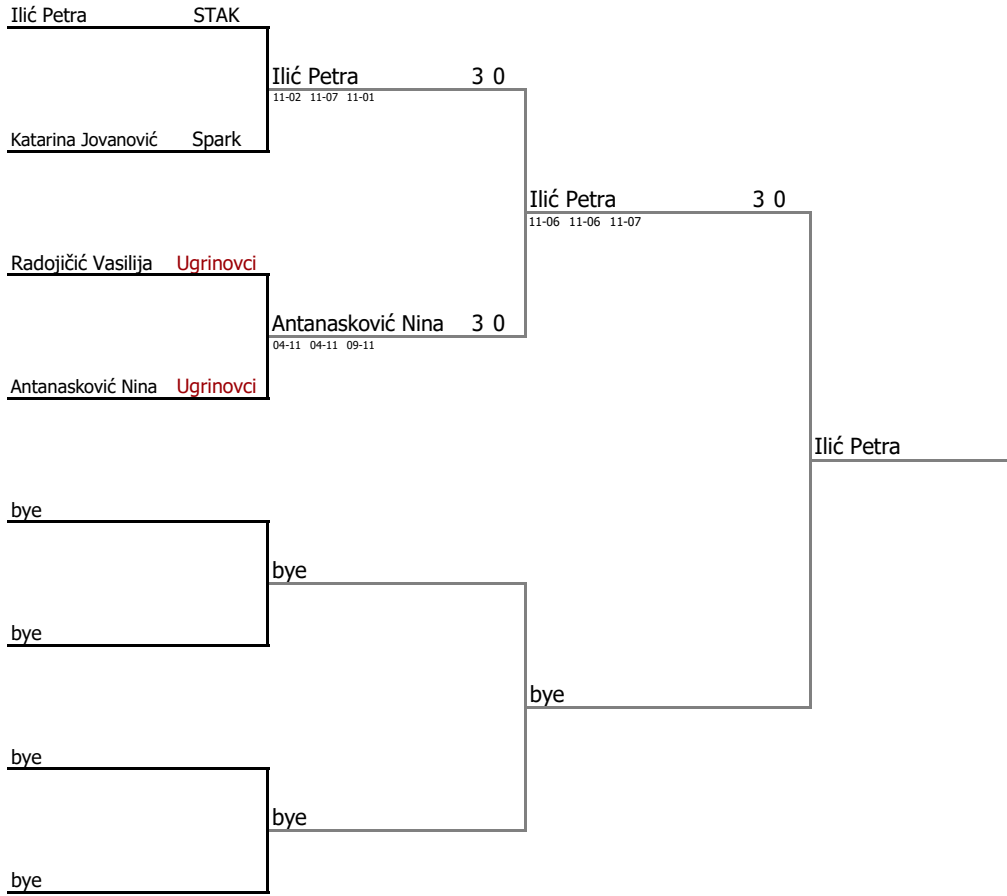 Ilić Petra STAK
Ilić Petra 3 0
11-02 11-07 11-01
Katarina Jovanović Spark
Ilić Petra 3 0
11-06 11-06 11-07
Radojičić Vasilija Ugrinovci
Antanasković Nina 3 0
04-11 04-11 09-11
Antanasković Nina Ugrinovci
Ilić Petra
bye
bye
bye
bye
bye
bye
bye